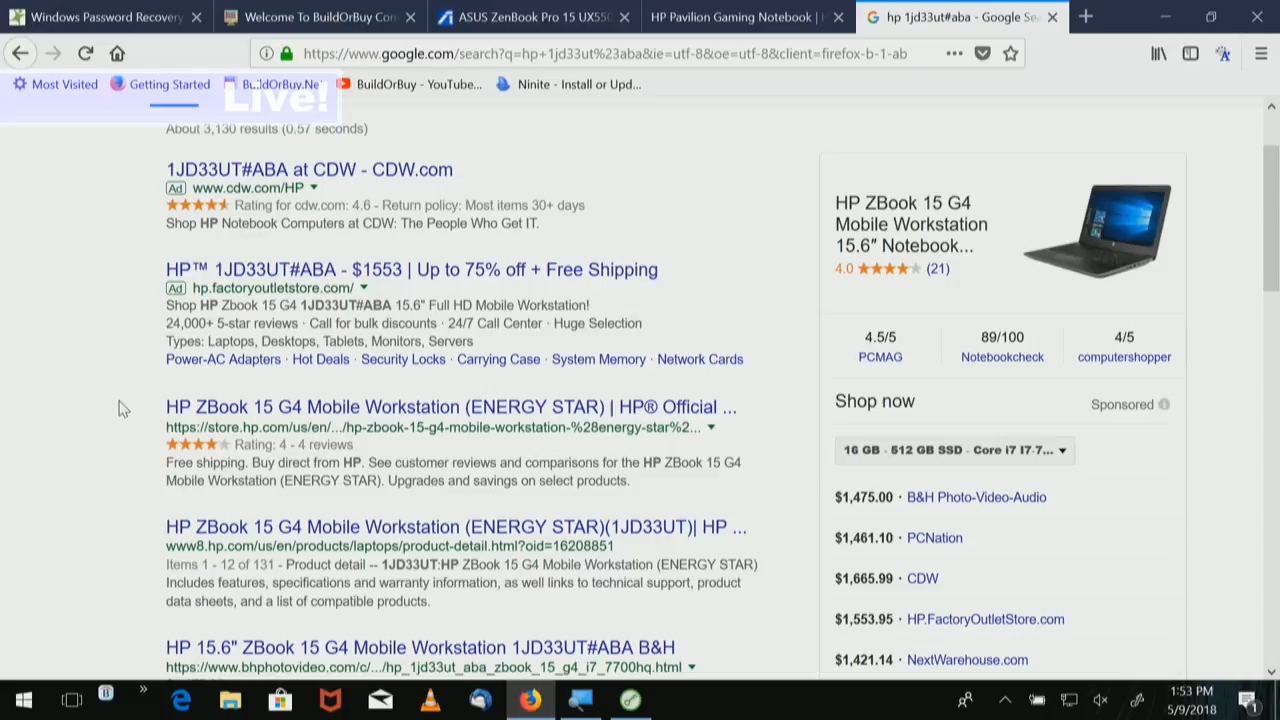 Windows Password Recovery
Welcome To BuildOrBuy Con
ASUS ZenBook Pro 15 UX550
HP Pavilion Gaming Notebook |
hp 1jd33ut#aba - Google Sea
https://www.google.com/search?q=hp+1jd33ut%23aba&ie=utf-8&oe=utf-8&client=firefox-b-1-ab
Most Visited
Getting Started
BuildOrBuy.Ne
BuildOrBuy - YouTube...
Ninite - Install or Upd...
Live!
About 3,130 results (0.57 seconds)
1JD33UT#ABA at CDW - CDW.com
Ad www.cdw.com/HP
Rating for cdw.com: 4.6 - Return policy: Most items 30+ days
Shop HP Notebook Computers at CDW: The People Who Get IT.
HP™ 1JD33UT#ABA - $1553 | Up to 75% off + Free Shipping
Ad hp.factoryoutletstore.com/
Shop HP Zbook 15 G4 1JD33UT#ABA 15.6" Full HD Mobile Workstation!
24,000+ 5-star reviews · Call for bulk discounts · 24/7 Call Center · Huge Selection
Types: Laptops, Desktops, Tablets, Monitors, Servers
Power-AC Adapters · Hot Deals · Security Locks · Carrying Case · System Memory · Network Cards
HP ZBook 15 G4 Mobile Workstation (ENERGY STAR) | HP® Official ...
https://store.hp.com/us/en/.../hp-zbook-15-g4-mobile-workstation-%28energy-star%2...
Rating: 4 - 4 reviews
Free shipping. Buy direct from HP. See customer reviews and comparisons for the HP ZBook 15 G4
Mobile Workstation (ENERGY STAR). Upgrades and savings on select products.
HP ZBook 15 G4 Mobile Workstation (ENERGY STAR)(1JD33UT)| HP ...
www8.hp.com/us/en/products/laptops/product-detail.html?oid=16208851
Items 1 - 12 of 131 - Product detail -- 1JD33UT:HP ZBook 15 G4 Mobile Workstation (ENERGY STAR)
Includes features, specifications and warranty information, as well links to technical support, product
data sheets, and a list of compatible products.
HP 15.6" ZBook 15 G4 Mobile Workstation 1JD33UT#ABA B&H
https://www.bhphotovideo.com/c/.../hp_1jd33ut_aba_zbook_15_g4_i7_7700hq.html
HP ZBook 15 G4
Mobile Workstation
15.6″ Notebook...
4.0 (21)
4.5/5
PCMAG
89/100
Notebookcheck
4/5
computershopper
Shop now
Sponsored
16 GB · 512 GB SSD · Core i7 I7-7...
$1,475.00 · B&H Photo-Video-Audio
$1,461.10 · PCNation
$1,665.99 · CDW
$1,553.95 · HP.FactoryOutletStore.com
$1,421.14 · NextWarehouse.com
1:53 PM
5/9/2018
1